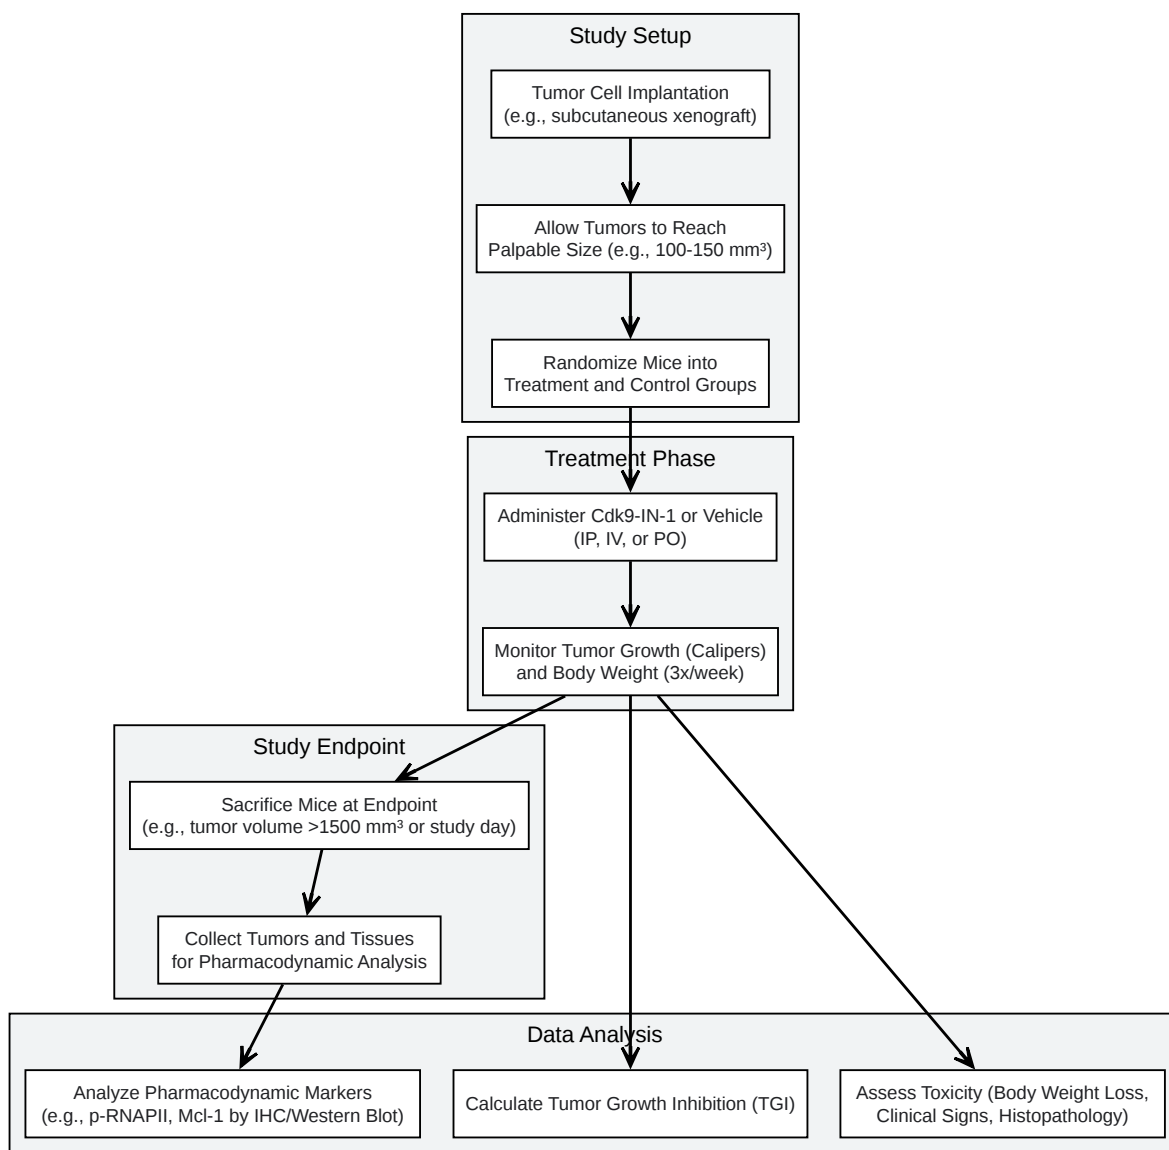 Study Setup
Tumor Cell Implantation
(e.g., subcutaneous xenograft)
Allow Tumors to Reach
Palpable Size (e.g., 100-150 mm³)
Randomize Mice into
Treatment and Control Groups
Treatment Phase
Administer Cdk9-IN-1 or Vehicle
(IP, IV, or PO)
Monitor Tumor Growth (Calipers)
and Body Weight (3x/week)
Study Endpoint
Sacrifice Mice at Endpoint
(e.g., tumor volume >1500 mm³ or study day)
Collect Tumors and Tissues
for Pharmacodynamic Analysis
Data Analysis
Analyze Pharmacodynamic Markers
(e.g., p-RNAPII, Mcl-1 by IHC/Western Blot)
Calculate Tumor Growth Inhibition (TGI)
Assess Toxicity (Body Weight Loss,
Clinical Signs, Histopathology)